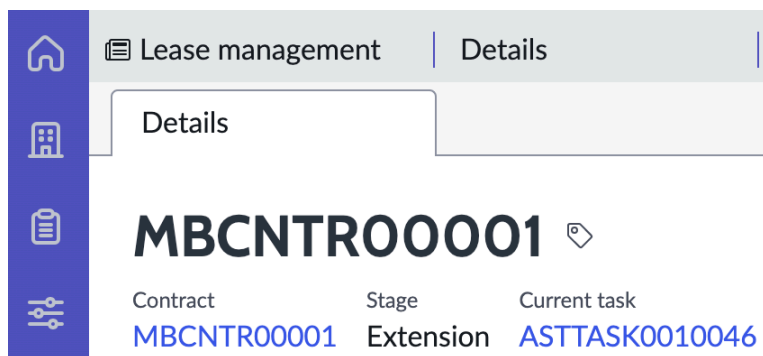 Lease management Details
Details
MBCNTR00001
Contract Stage Current task
MBCNTR00001 Extension ASTTASK0010046